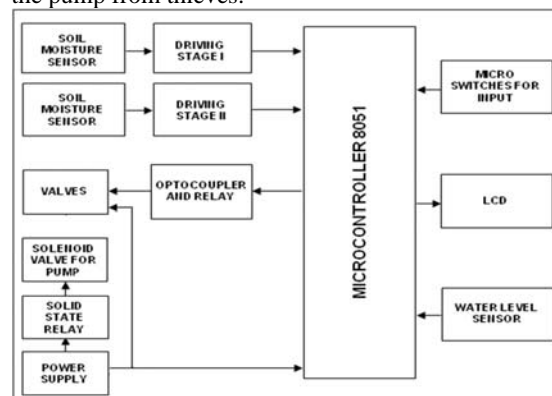 the pump from thieves.
SOIL
MOISTURE
SENSOR
DRIVING
STAGE I
SOIL
MOISTURE
SENSOR
DRIVING
STAGE II
VALVES
OPTOCOUPLER
AND RELAY
SOLENOID
VALVE FOR
PUMP
SOLID
STATE
RELAY
POWER
SUPPLY
MICROCONTROLLER 8051
MICRO
SWITCHES FOR
INPUT
LCD
WATER LEVEL
SENSOR